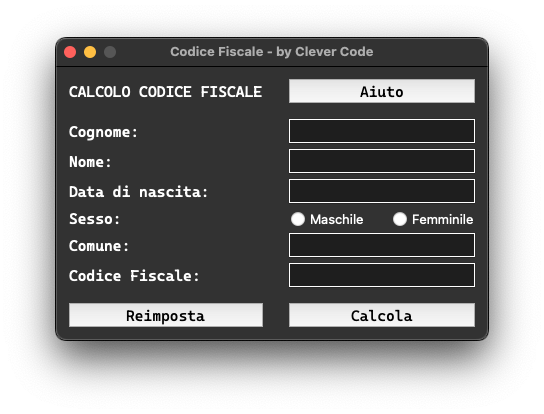 Codice Fiscale - by Clever Code
CALCOLO CODICE FISCALE Aiuto
Cognome:
Nome:
Data di nascita:
Sesso: Maschile Femminile
Comune:
Codice Fiscale:
Reimposta Calcola